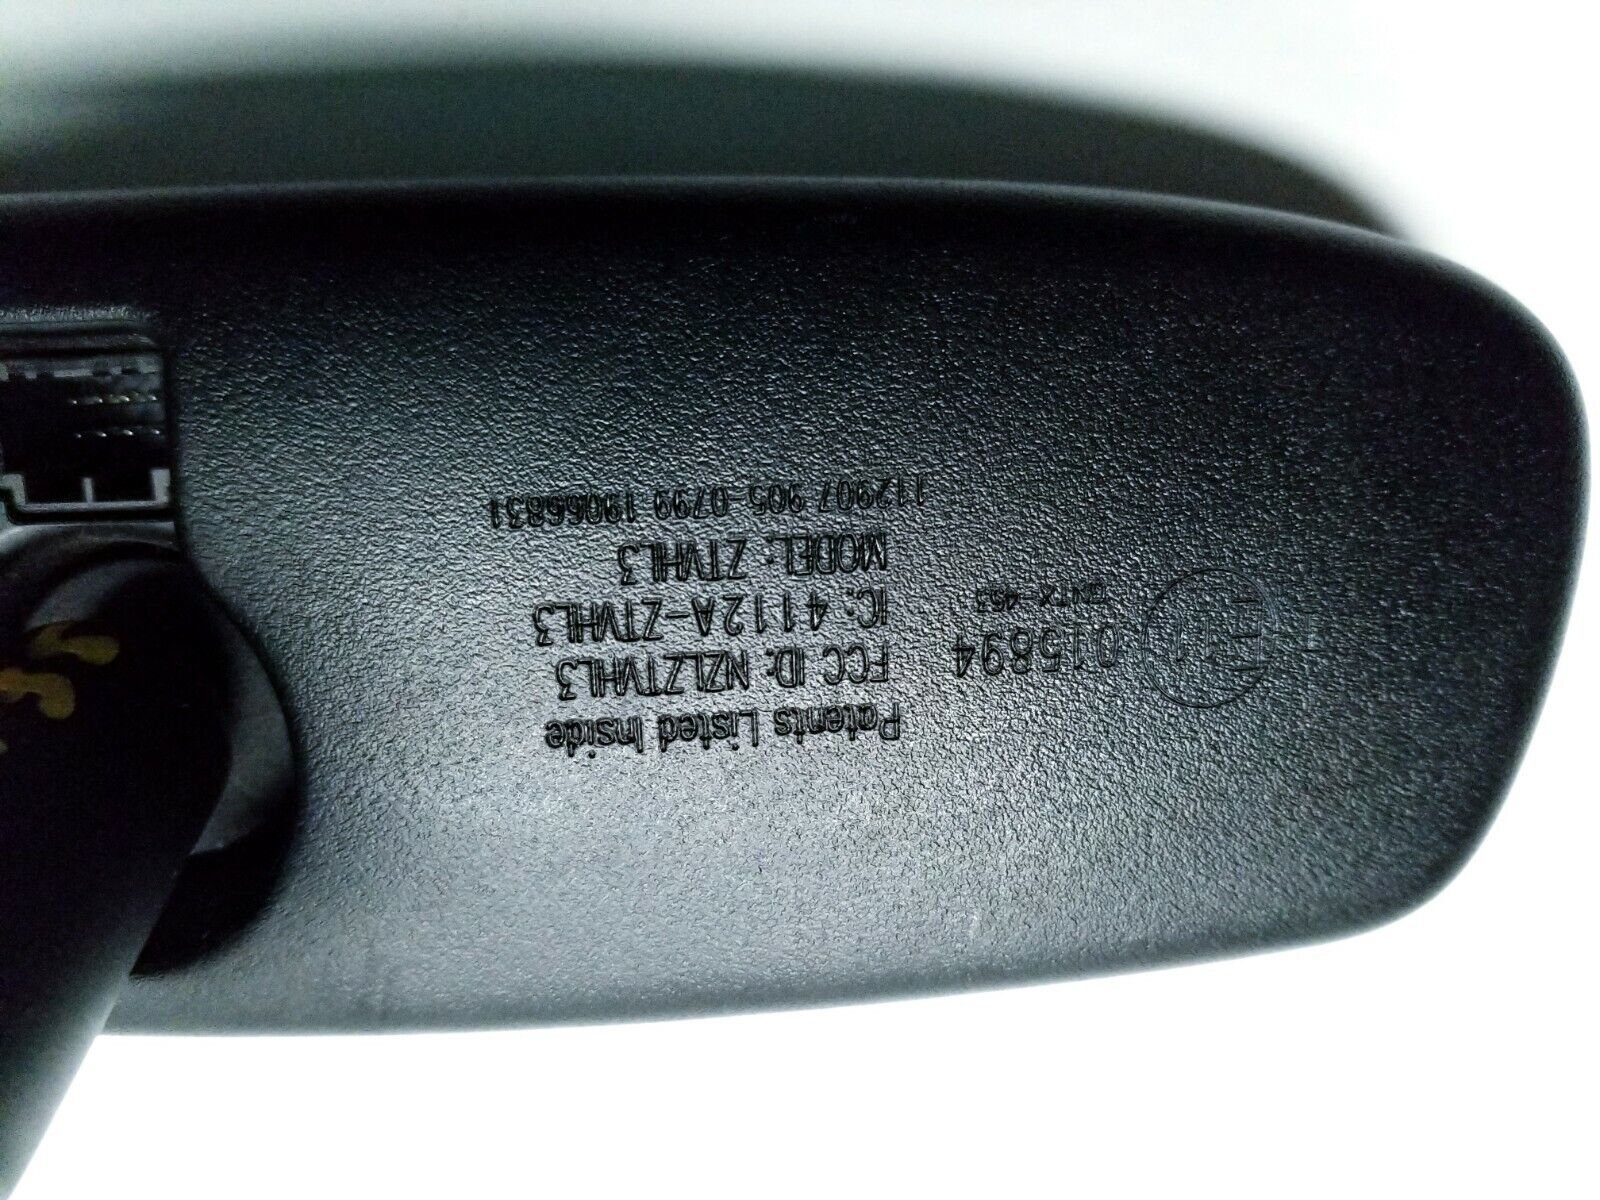 Patents Listed Inside
FCC ID: NZLZTVHL3
IC: 4112A-ZTVHL3
MODEL: ZTVHL3
112907 905-0799 19066831
015894